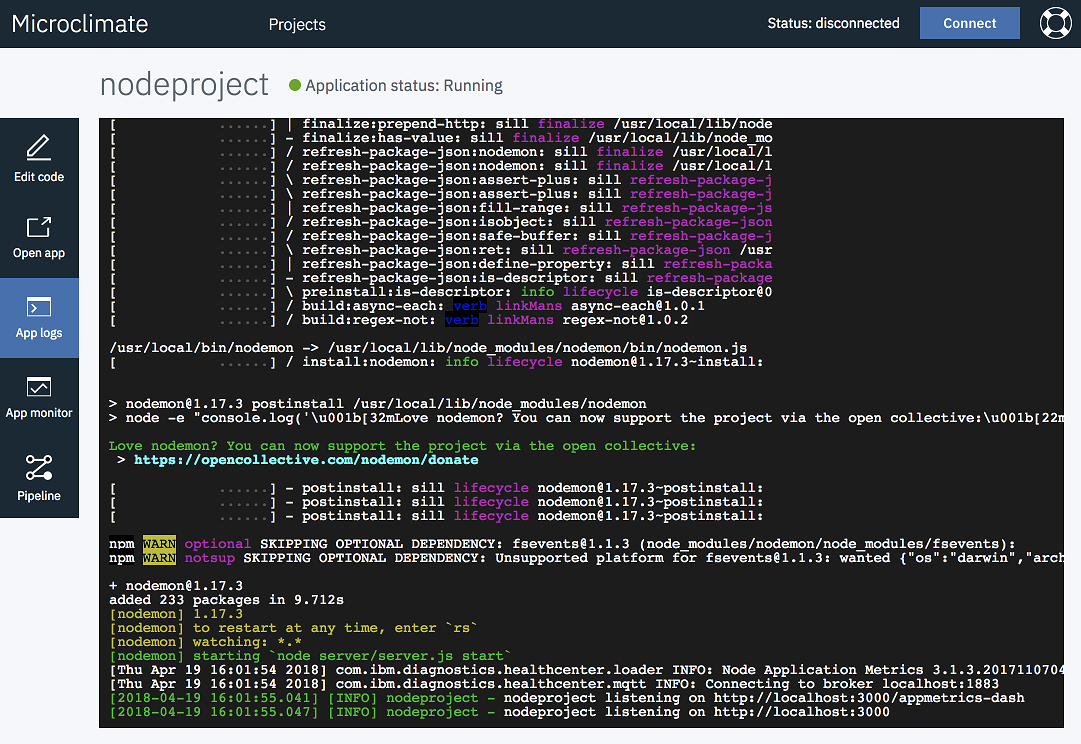 Microclimate Projects Status: disconnected Connect
nodeproject Application status: Running
Edit code
Open app
App logs
App monitor
Pipeline
[ ......] | finalize:prepend-http: sill finalize /usr/local/lib/node
[ ......] - finalize:has-value: sill finalize /usr/local/lib/node_mo
[ ......] / refresh-package-json:nodemon: sill finalize /usr/local/l
[ ......] / refresh-package-json:nodemon: sill finalize /usr/local/l
[ ......] \ refresh-package-json:assert-plus: sill refresh-package-j
[ ......] \ refresh-package-json:assert-plus: sill refresh-package-j
[ ......] | refresh-package-json:fill-range: sill refresh-package-js
[ ......] / refresh-package-json:isobject: sill refresh-package-json
[ ......] / refresh-package-json:safe-buffer: sill refresh-package-j
[ ......] \ refresh-package-json:ret: sill refresh-package-json /usr
[ ......] | refresh-package-json:define-property: sill refresh-packa
[ ......] - refresh-package-json:is-descriptor: sill refresh-package
[ ......] \ preinstall:is-descriptor: info lifecycle is-descriptor@0
[ ......] / build:async-each: verb linkMans async-each@1.0.1
[ ......] / build:regex-not: verb linkMans regex-not@1.0.2
/usr/local/bin/nodemon -> /usr/local/lib/node_modules/nodemon/bin/nodemon.js
[ ......] / install:nodemon: info lifecycle nodemon@1.17.3~install:
> nodemon@1.17.3 postinstall /usr/local/lib/node_modules/nodemon
> node -e "console.log('\u001b[32mLove nodemon? You can now support the project via the open collective:\u001b[22m
Love nodemon? You can now support the project via the open collective:
> https://opencollective.com/nodemon/donate
[ ......] - postinstall: sill lifecycle nodemon@1.17.3~postinstall:
[ ......] - postinstall: sill lifecycle nodemon@1.17.3~postinstall:
[ ......] - postinstall: sill lifecycle nodemon@1.17.3~postinstall:
npm WARN optional SKIPPING OPTIONAL DEPENDENCY: fsevents@1.1.3 (node_modules/nodemon/node_modules/fsevents):
npm WARN notsup SKIPPING OPTIONAL DEPENDENCY: Unsupported platform for fsevents@1.1.3: wanted {"os":"darwin","arch
+ nodemon@1.17.3
added 233 packages in 9.712s
[nodemon] 1.17.3
[nodemon] to restart at any time, enter `rs`
[nodemon] watching: *.*
[nodemon] starting `node server/server.js start`
[Thu Apr 19 16:01:54 2018] com.ibm.diagnostics.healthcenter.loader INFO: Node Application Metrics 3.1.3.2017110704
[Thu Apr 19 16:01:54 2018] com.ibm.diagnostics.healthcenter.mqtt INFO: Connecting to broker localhost:1883
[2018-04-19 16:01:55.041] [INFO] nodeproject - nodeproject listening on http://localhost:3000/appmetrics-dash
[2018-04-19 16:01:55.047] [INFO] nodeproject - nodeproject listening on http://localhost:3000